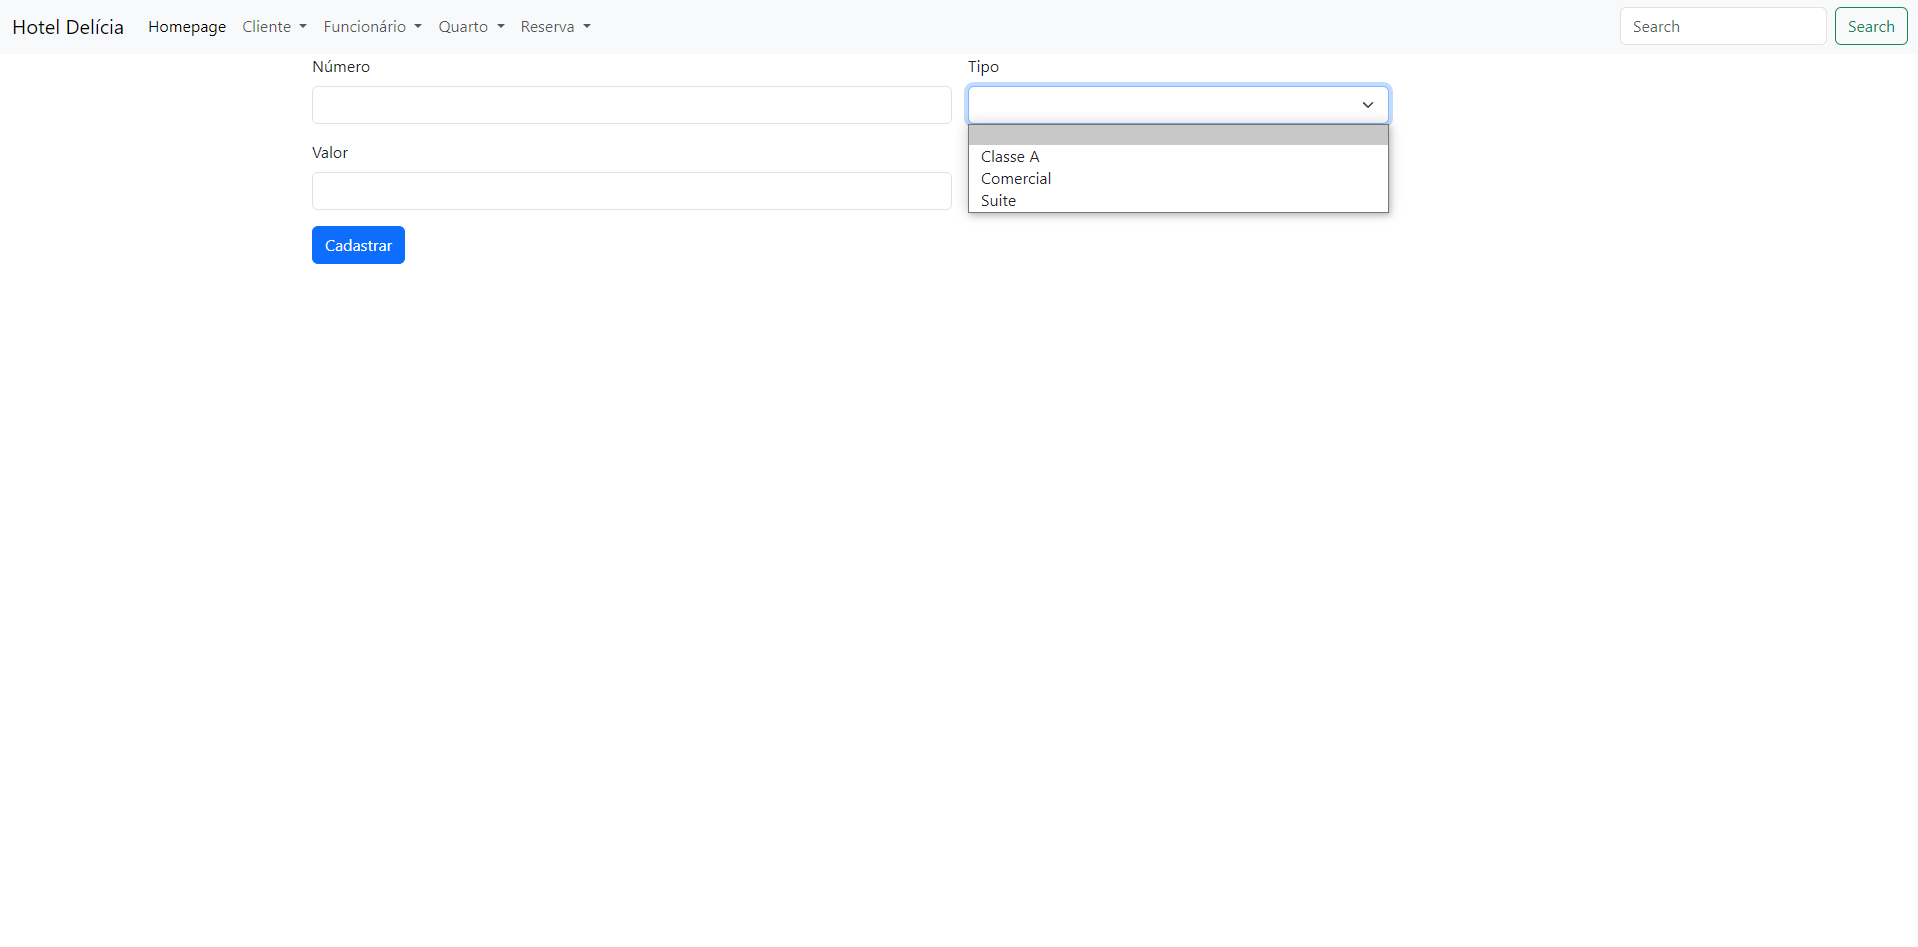 Hotel Delícia Homepage Cliente Funcionário Quarto Reserva Search Search
Número Tipo
Classe A
Valor
Comercial
Suite
Cadastrar